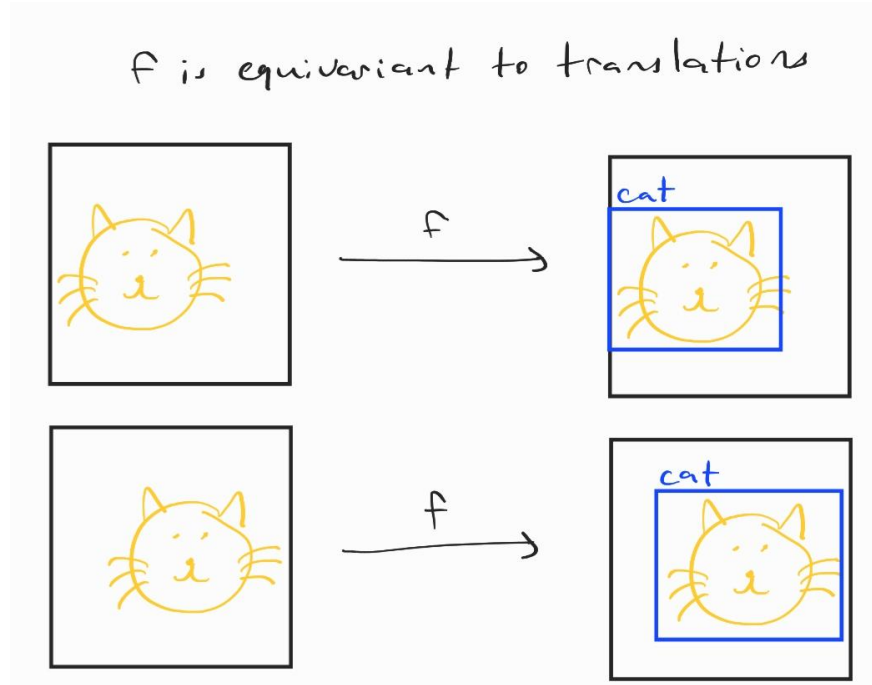 f is equivariant to translations
cat
f
cat
f